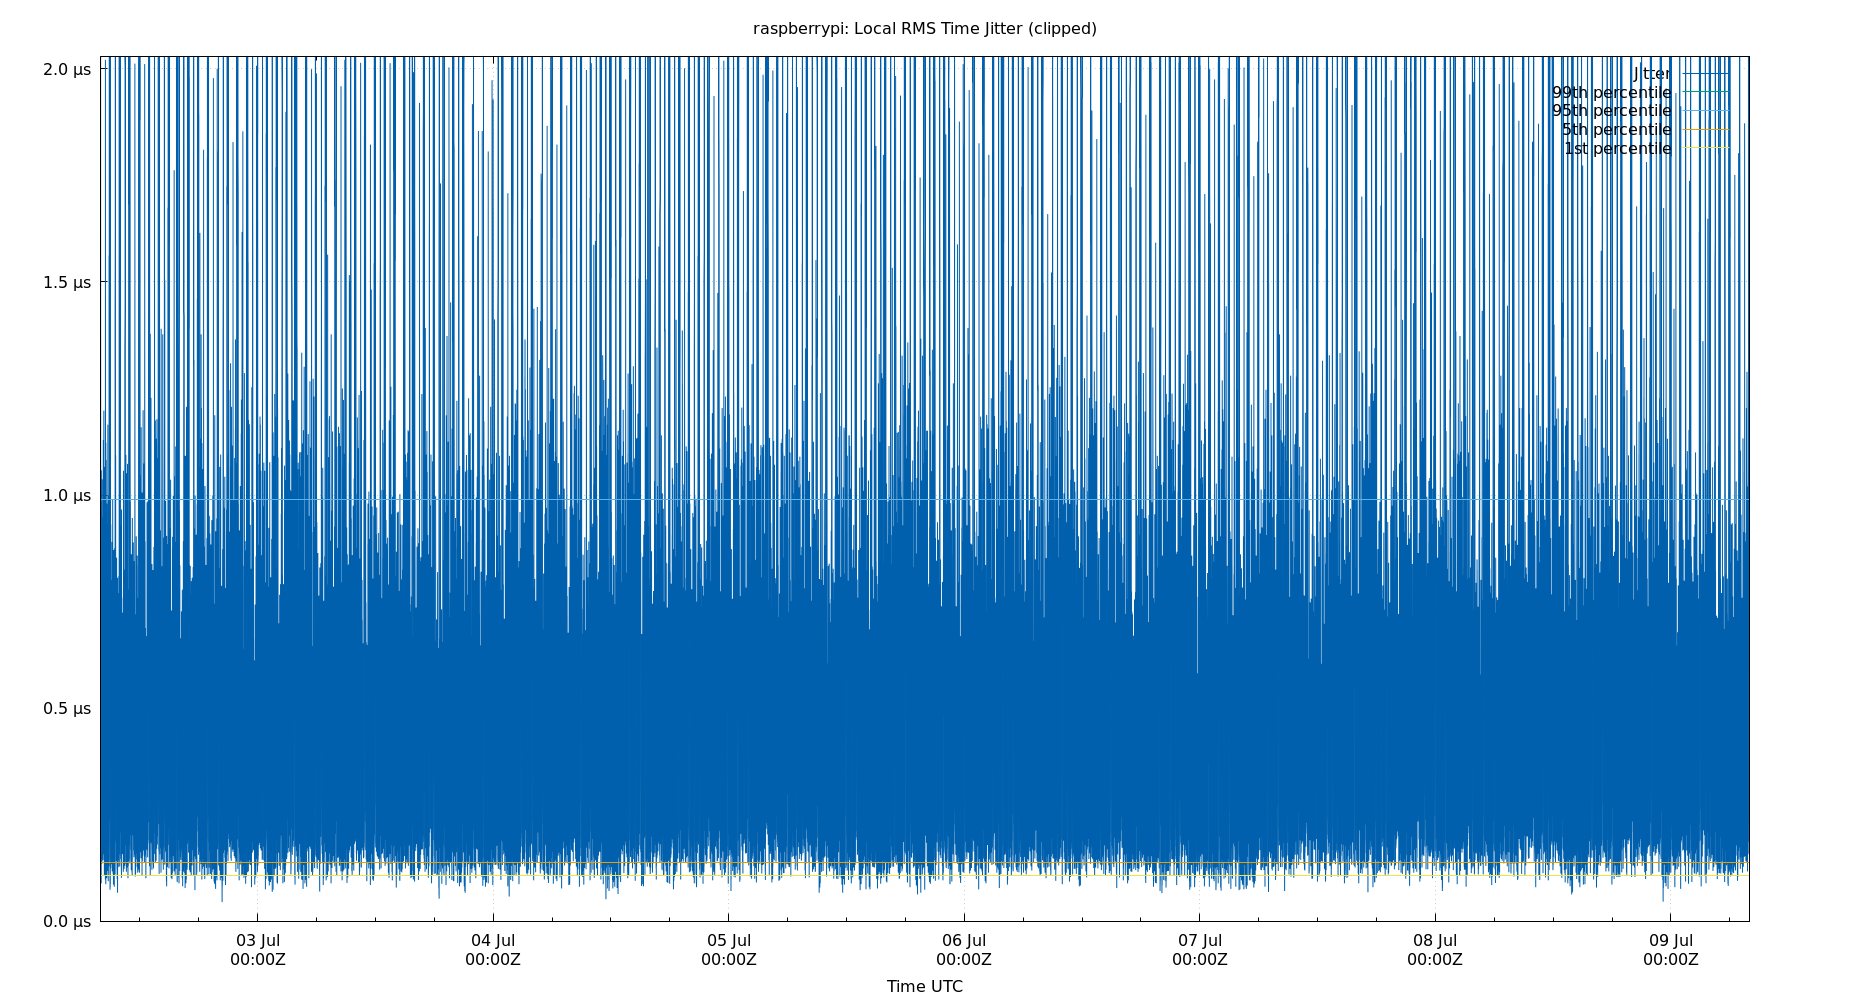 raspberrypi: Local RMS Time Jitter (clipped)
2.0 µs
1.5 µs
1.0 µs
0.5 µs
0.0 µs
Jitter
99th percentile
95th percentile
5th percentile
1st percentile
03 Jul
00:00Z
04 Jul
00:00Z
05 Jul
00:00Z
06 Jul
00:00Z
07 Jul
00:00Z
08 Jul
00:00Z
09 Jul
00:00Z
Time UTC